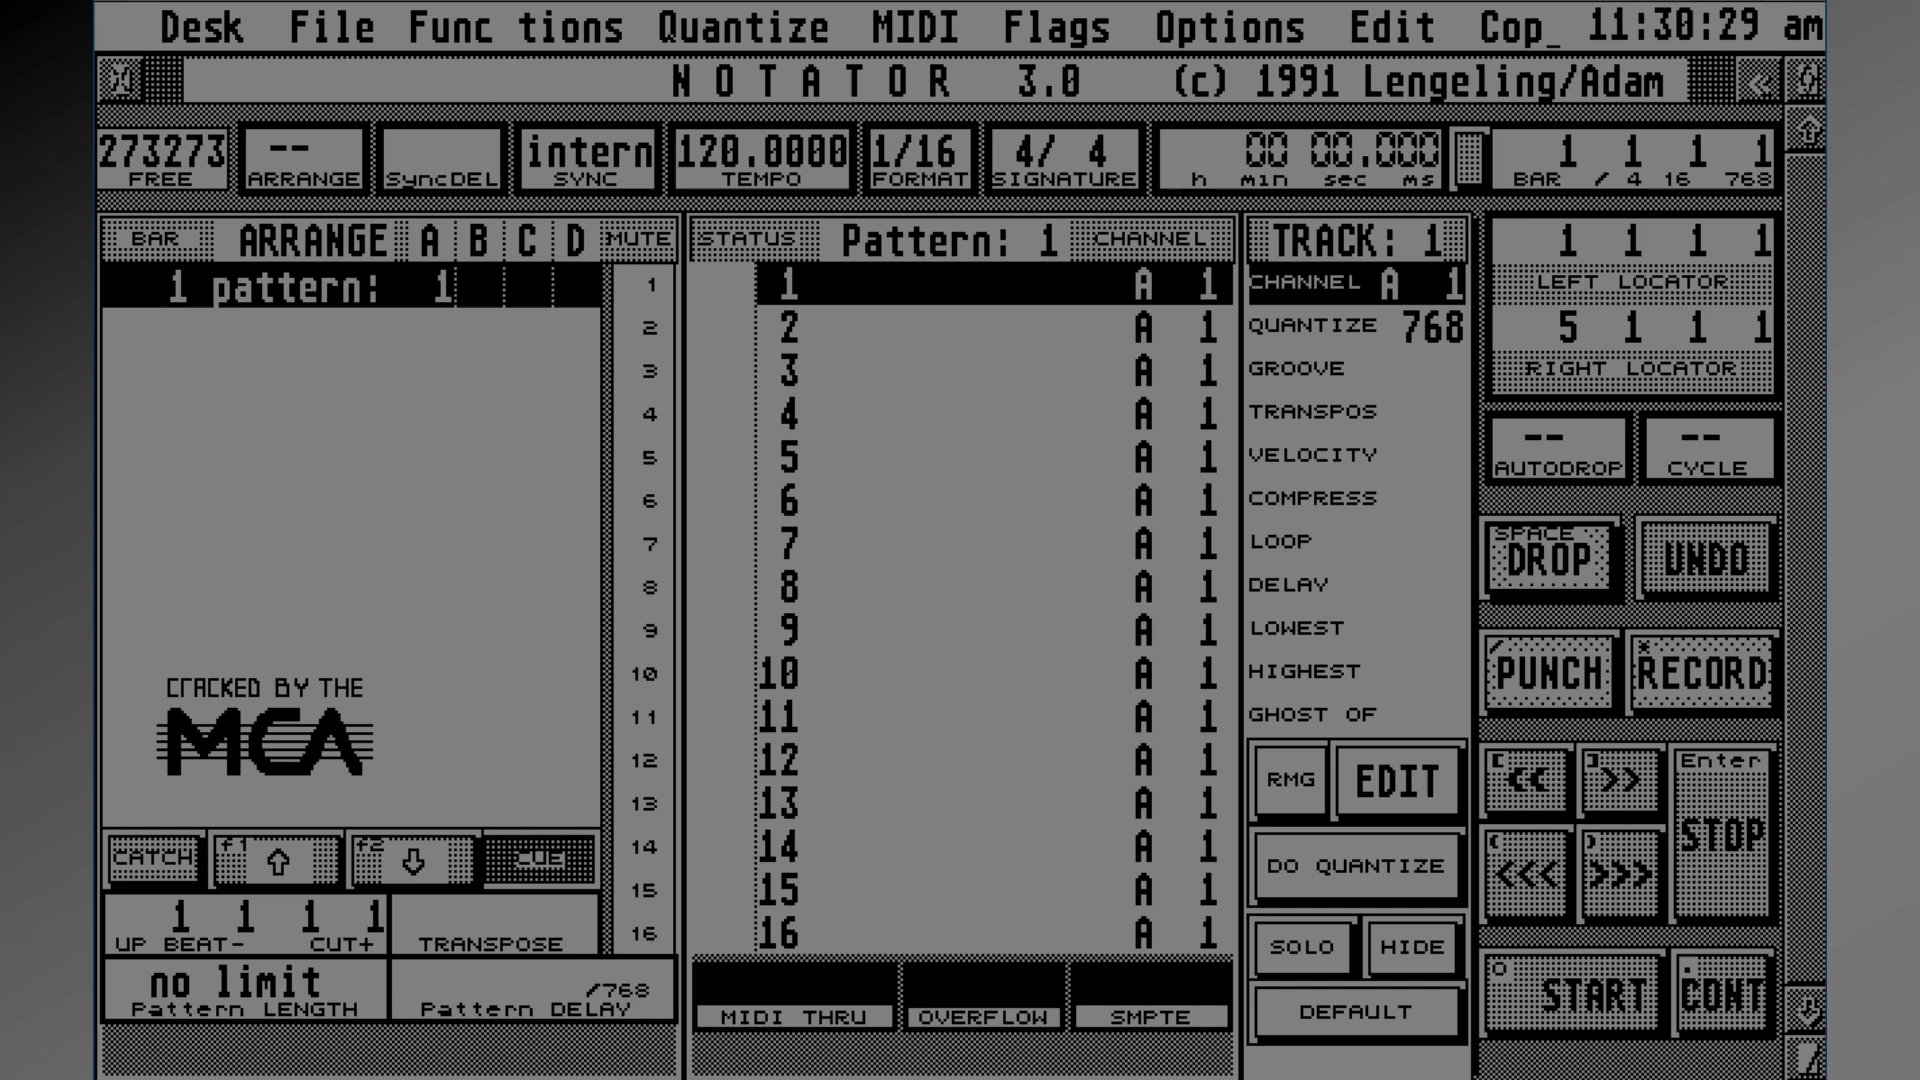 Desk File Func tions Quantize MIDI Flags Options Edit Cop_ 11:30:29 am
N O T A T O R 3.0 (c) 1991 Lengeling/Adam
273273 -- intern 120.0000 1/16 4/ 4 00 00.000 1 1 1 1
FREE ARRANGE SyncDEL SYNC TEMPO FORMAT SIGNATURE h min sec ms BAR / 4 16 768
BAR ARRANGE A B C D MUTE
1 pattern: 1
1
2
3
4
5
6
7
8
9
10
11
12
13
14
15
16
CRACKED BY THE
MCA
CATCH f1 f2 CUE
1 1 1 1
UP BEAT- CUT+ TRANSPOSE
no limit /768
Pattern LENGTH Pattern DELAY
STATUS Pattern: 1 CHANNEL
1 A 1
2 A 1
3 A 1
4 A 1
5 A 1
6 A 1
7 A 1
8 A 1
9 A 1
10 A 1
11 A 1
12 A 1
13 A 1
14 A 1
15 A 1
16 A 1
MIDI THRU OVERFLOW SMPTE
TRACK: 1
CHANNEL A 1
QUANTIZE 768
GROOVE
TRANSPOS
VELOCITY
COMPRESS
LOOP
DELAY
LOWEST
HIGHEST
GHOST OF
RMG EDIT
DO QUANTIZE
SOLO HIDE
DEFAULT
1 1 1 1
LEFT LOCATOR
5 1 1 1
RIGHT LOCATOR
-- --
AUTODROP CYCLE
SPACE
DROP UNDO
/ *
PUNCH RECORD
[ ] Enter
<< >>
STOP
( )
<<< >>>
0 .
START CONT